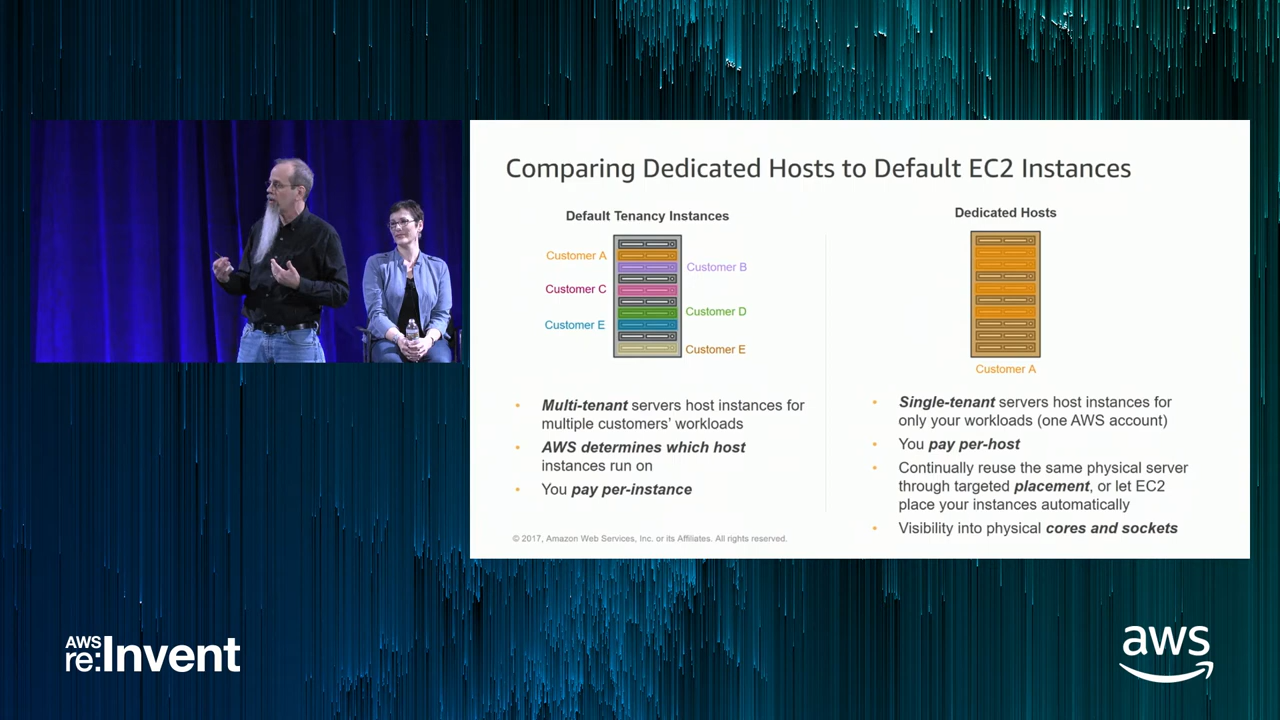 Comparing Dedicated Hosts to Default EC2 Instances
Default Tenancy Instances
Customer A
Customer B
Customer C
Customer D
Customer E
Customer E
• Multi-tenant servers host instances for
multiple customers' workloads
• AWS determines which host
instances run on
• You pay per-instance
Dedicated Hosts
Customer A
• Single-tenant servers host instances for
only your workloads (one AWS account)
• You pay per-host
• Continually reuse the same physical server
through targeted placement, or let EC2
place your instances automatically
• Visibility into physical cores and sockets
© 2017, Amazon Web Services, Inc. or its Affiliates. All rights reserved.
AWS
re:Invent
aws